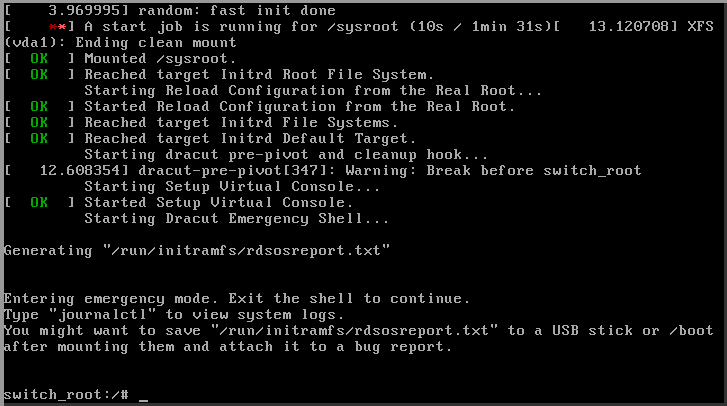 [    3.969995] random: fast init done
[     **] A start job is running for /sysroot (10s / 1min 31s)[   13.120708] XFS
(vda1): Ending clean mount
[  OK  ] Mounted /sysroot.
[  OK  ] Reached target Initrd Root File System.
         Starting Reload Configuration from the Real Root...
[  OK  ] Started Reload Configuration from the Real Root.
[  OK  ] Reached target Initrd File Systems.
[  OK  ] Reached target Initrd Default Target.
         Starting dracut pre-pivot and cleanup hook...
[   12.608354] dracut-pre-pivot[347]: Warning: Break before switch_root
         Starting Setup Virtual Console...
[  OK  ] Started Setup Virtual Console.
         Starting Dracut Emergency Shell...
Generating "/run/initramfs/rdsosreport.txt"
Entering emergency mode. Exit the shell to continue.
Type "journalctl" to view system logs.
You might want to save "/run/initramfs/rdsosreport.txt" to a USB stick or /boot
after mounting them and attach it to a bug report.
switch_root:/# _